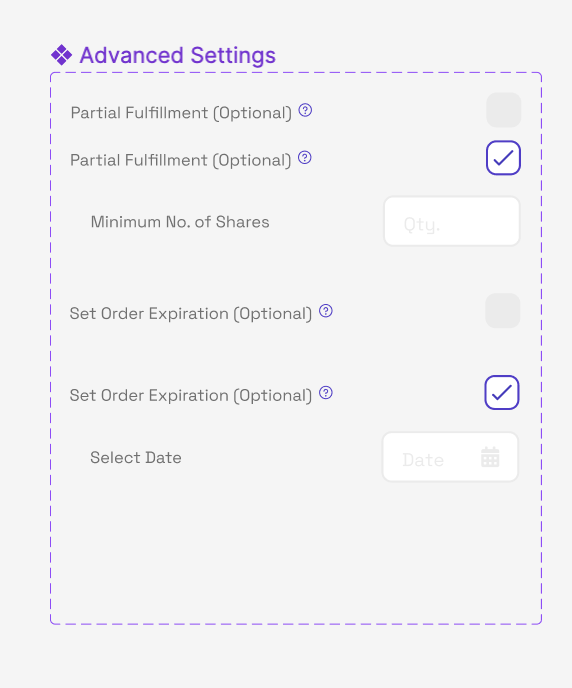 Advanced Settings
Partial Fulfillment (Optional) ?
Partial Fulfillment (Optional) ?
Minimum No. of Shares
Qty.
Set Order Expiration (Optional) ?
Set Order Expiration (Optional) ?
Select Date
Date